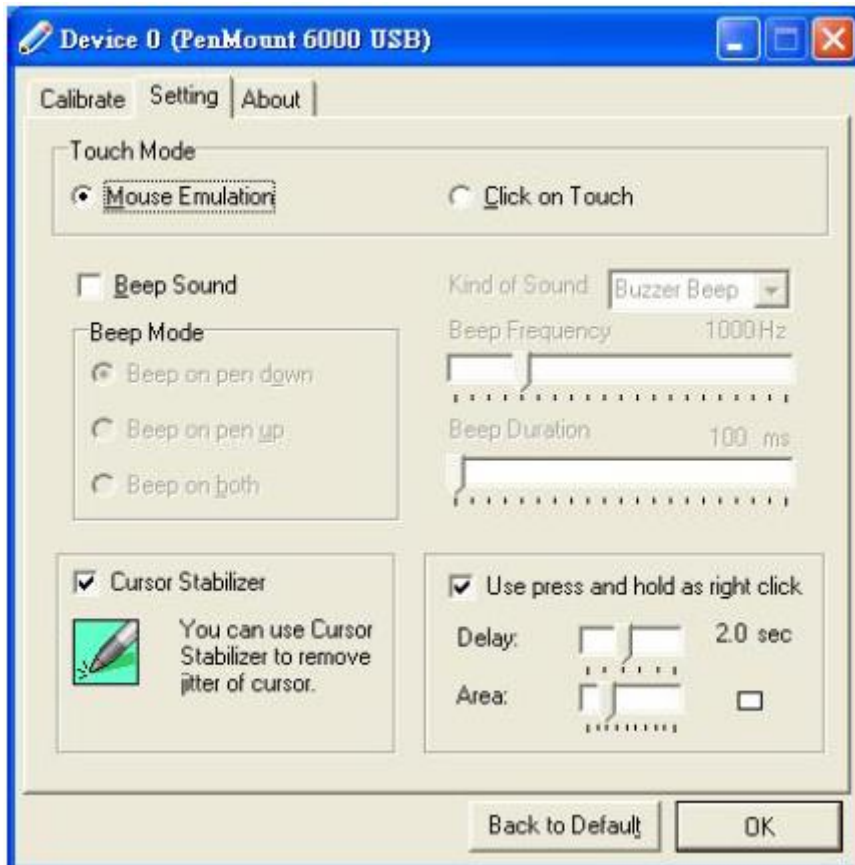 Device 0 (PenMount 6000 USB)
Calibrate Setting About
Touch Mode
Mouse Emulation Click on Touch
Beep Sound Kind of Sound Buzzer Beep
Beep Mode Beep Frequency 1000Hz
Beep on pen down
Beep on pen up Beep Duration 100 ms
Beep on both
Cursor Stabilizer
You can use Cursor
Stabilizer to remove
jitter of cursor.
Use press and hold as right click
Delay: 2.0 sec
Area:
Back to Default OK